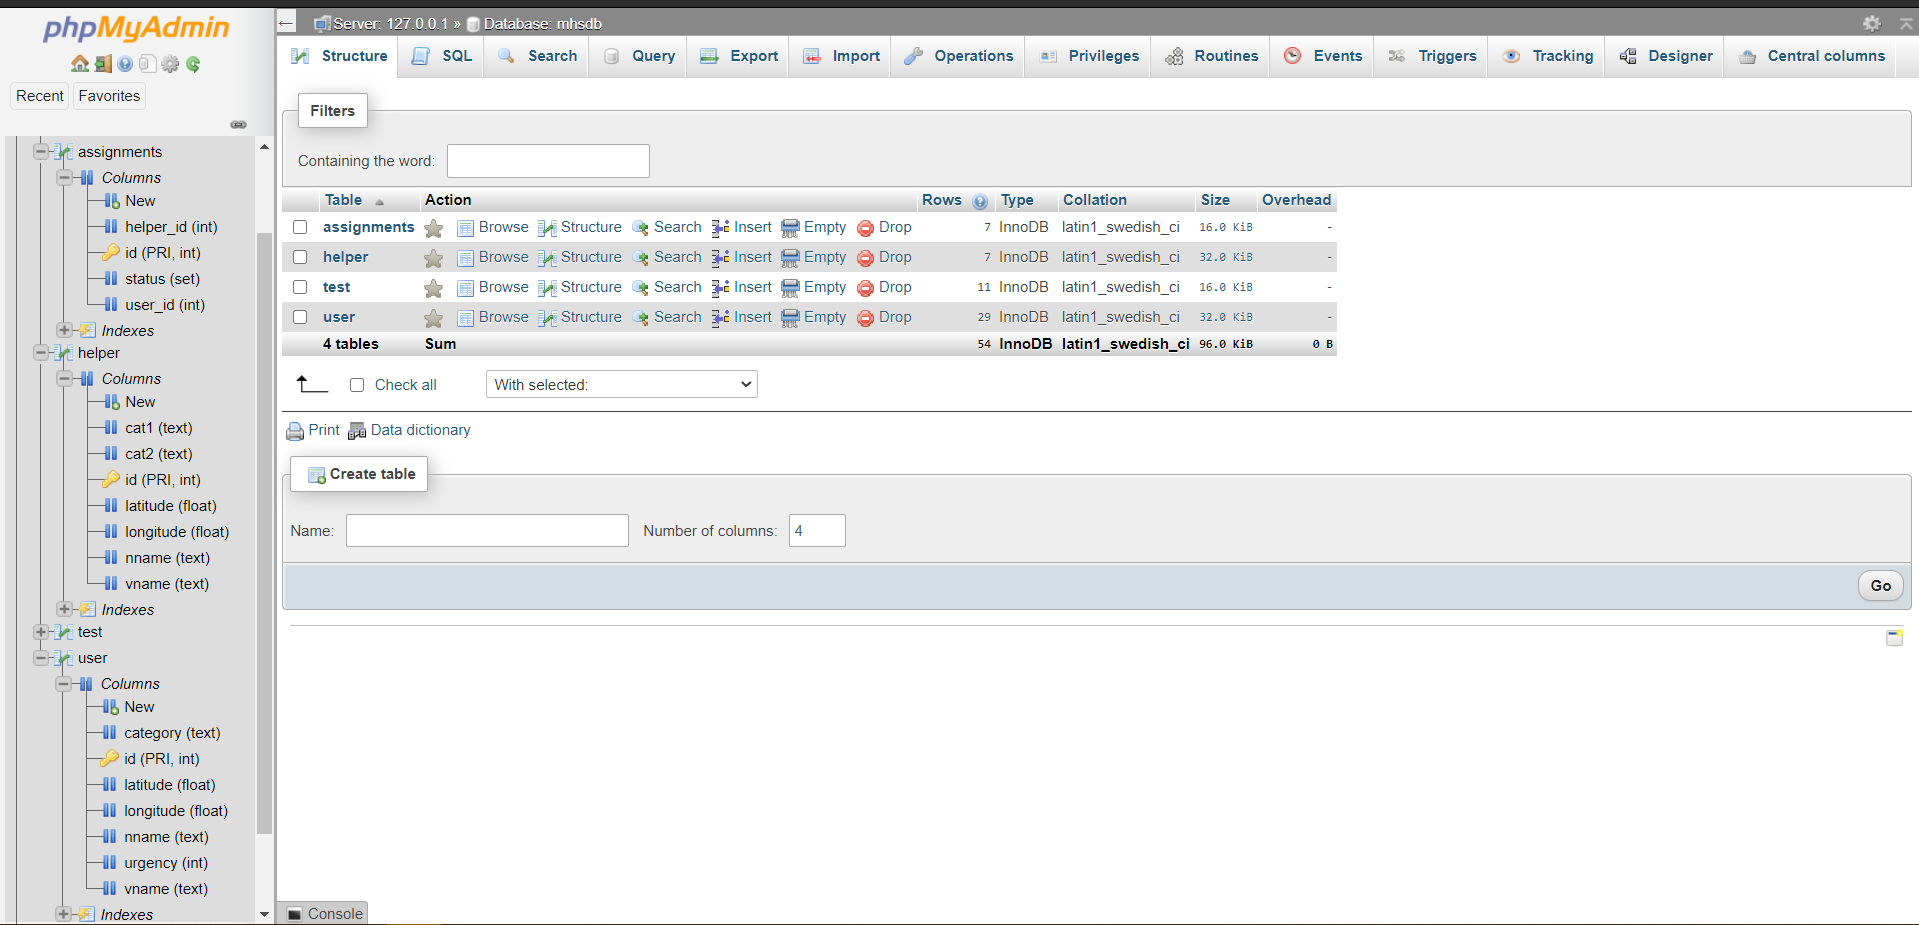 phpMyAdmin
Recent Favorites
assignments
Columns
New
helper_id (int)
id (PRI, int)
status (set)
user_id (int)
Indexes
helper
Columns
New
cat1 (text)
cat2 (text)
id (PRI, int)
latitude (float)
longitude (float)
nname (text)
vname (text)
Indexes
test
user
Columns
New
category (text)
id (PRI, int)
latitude (float)
longitude (float)
nname (text)
urgency (int)
vname (text)
Indexes
Server: 127.0.0.1 » Database: mhsdb
Structure SQL Search Query Export Import Operations Privileges Routines Events Triggers Tracking Designer Central columns
Filters
Containing the word:
Table Action Rows Type Collation Size Overhead
assignments Browse Structure Search Insert Empty Drop 7 InnoDB latin1_swedish_ci 16.0 KiB -
helper Browse Structure Search Insert Empty Drop 7 InnoDB latin1_swedish_ci 32.0 KiB -
test Browse Structure Search Insert Empty Drop 11 InnoDB latin1_swedish_ci 16.0 KiB -
user Browse Structure Search Insert Empty Drop 29 InnoDB latin1_swedish_ci 32.0 KiB -
4 tables Sum 54 InnoDB latin1_swedish_ci 96.0 KiB 0 B
Check all With selected:
Print Data dictionary
Create table
Name: Number of columns: 4
Go
Console